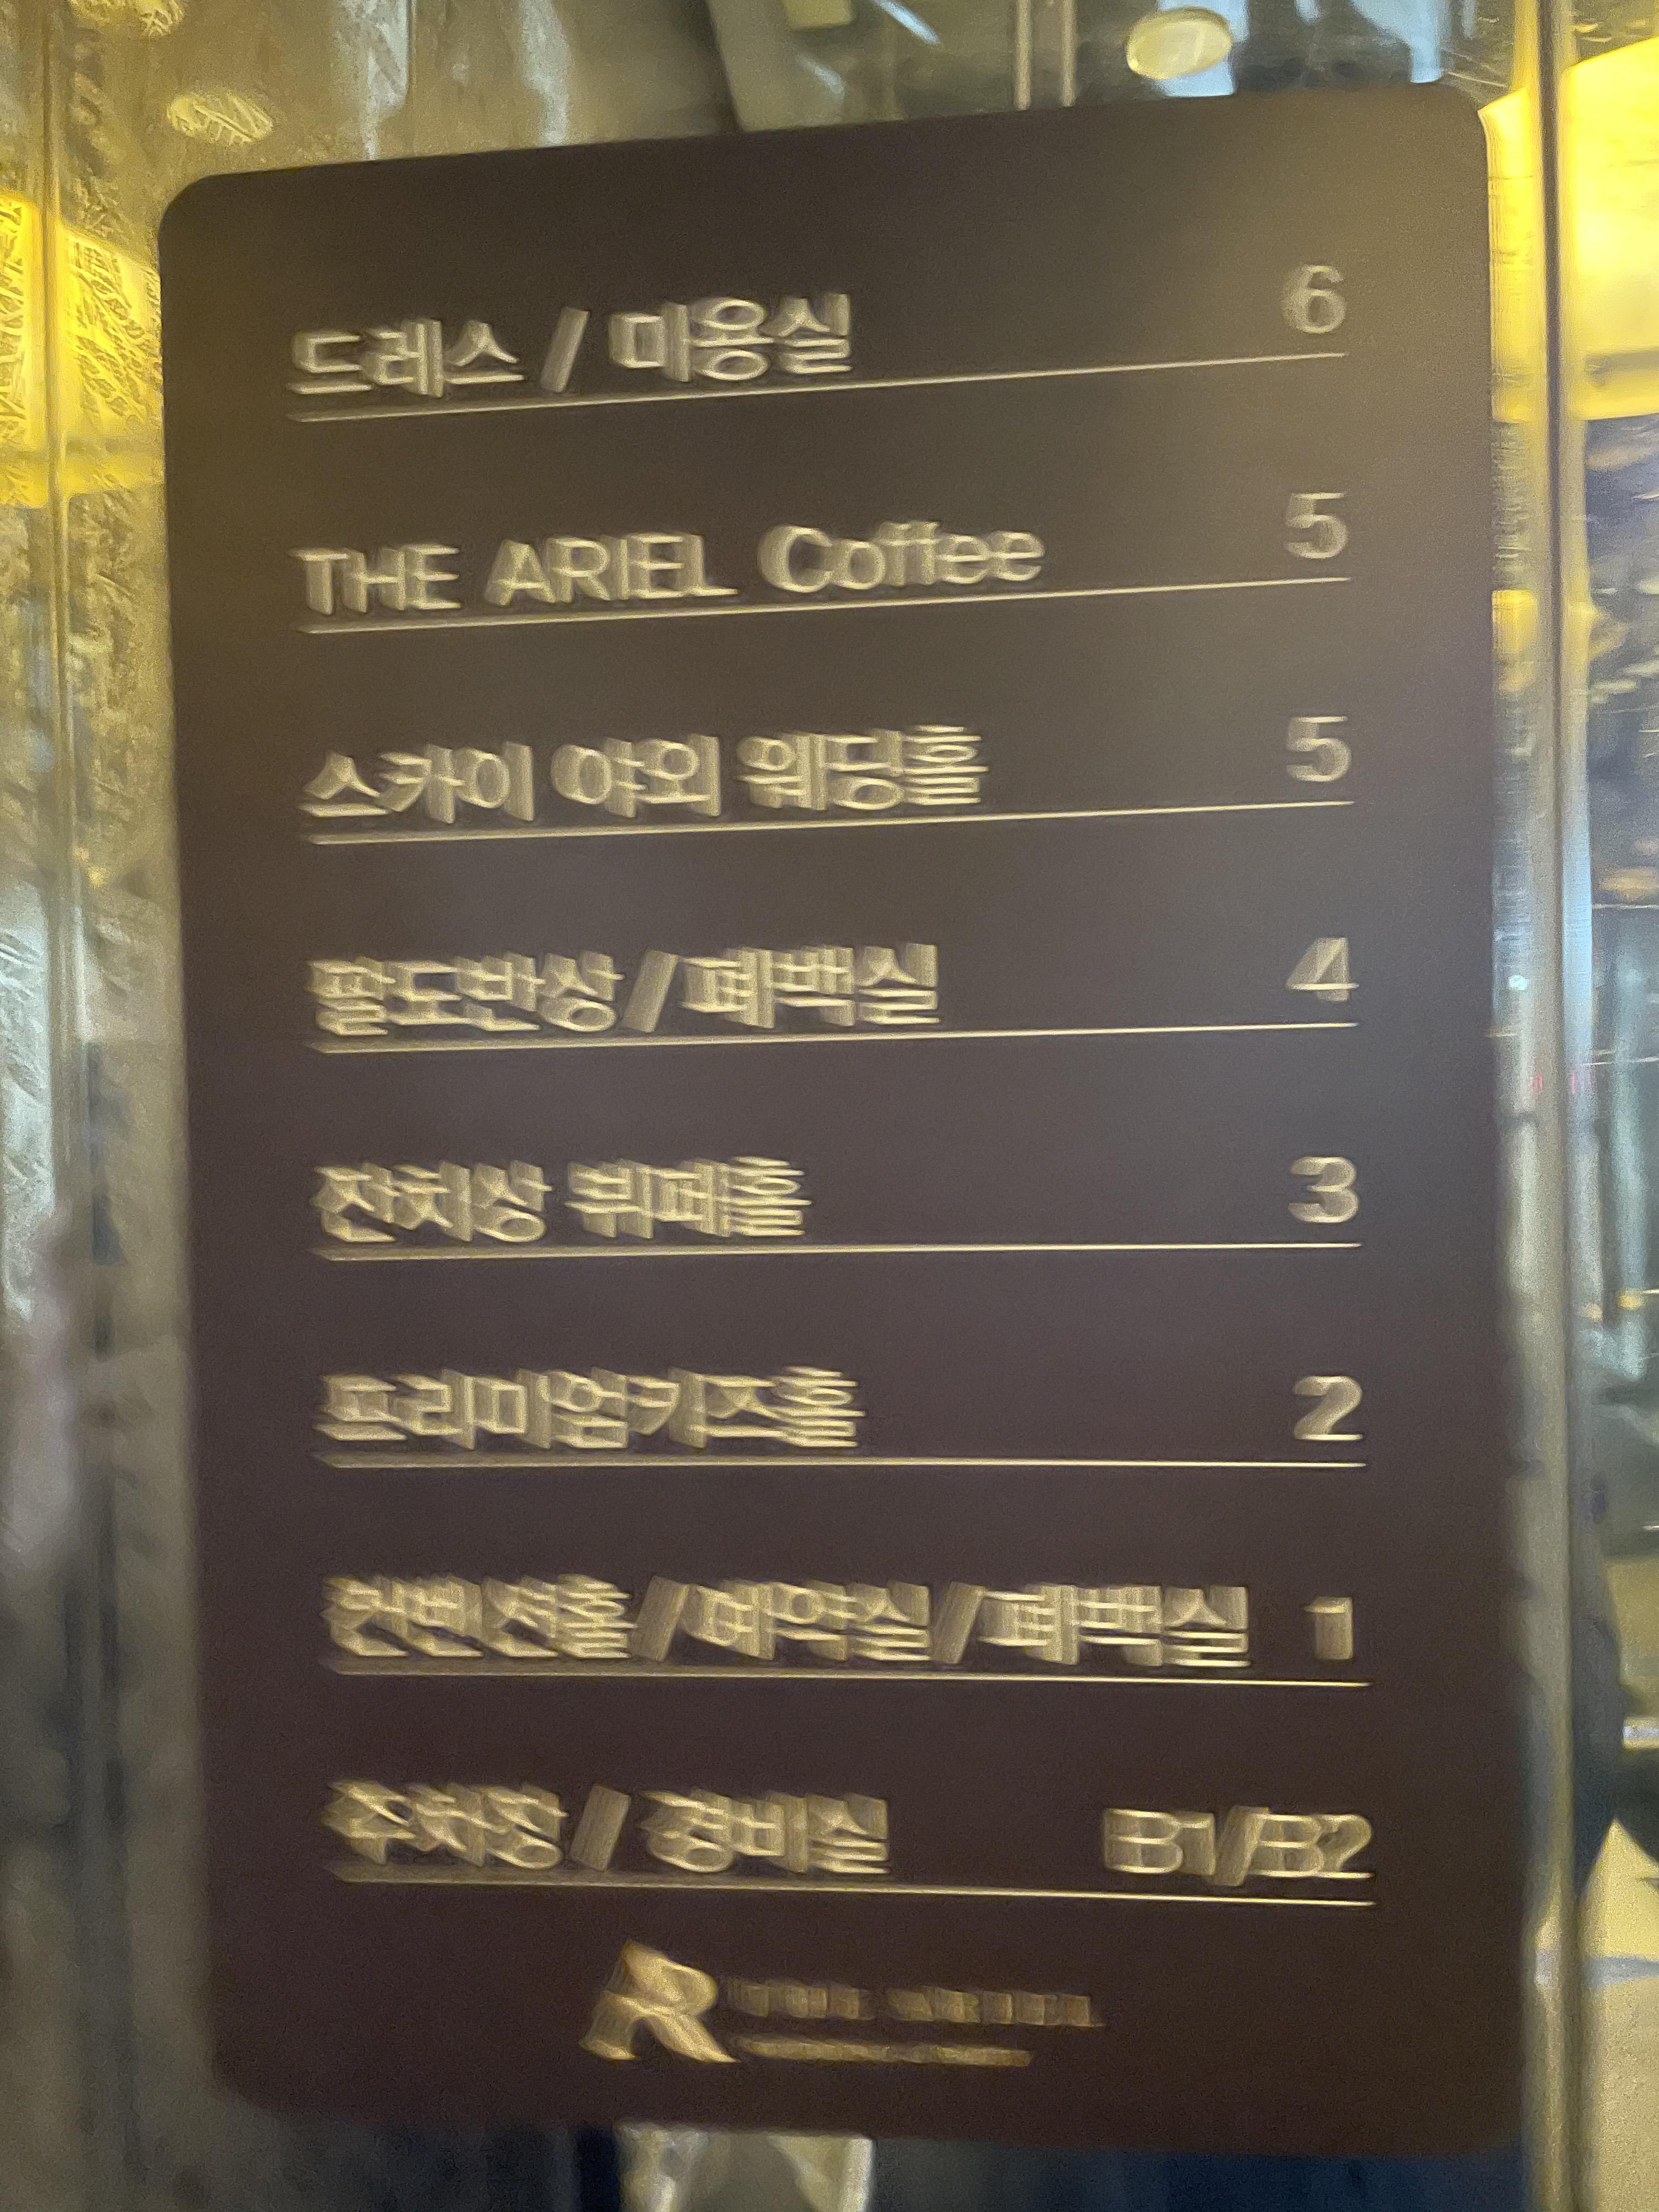 드레스 / 미용실 6
THE ARIEL Coffee 5
스카이 야외 웨딩홀 5
팔도반상 / 폐백실 4
잔치상 뷔페홀 3
프리미엄키즈홀 2
컨벤션홀 / 예약실 / 폐백실 1
주차장 / 경비실 B1/B2
THE ARIEL